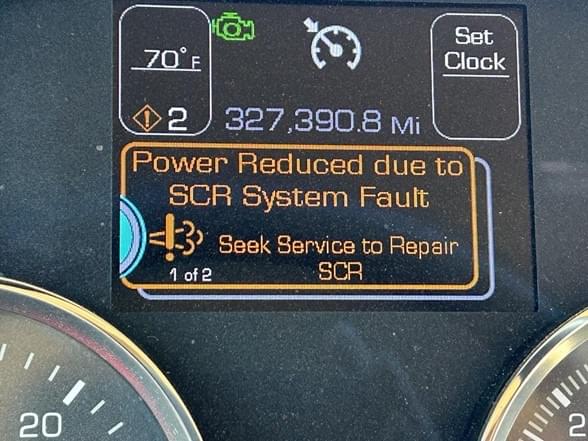 70°F
Set
Clock
2
327,390.8 Mi
Power Reduced due to
SCR System Fault
Seek Service to Repair
SCR
1 of 2
20
2